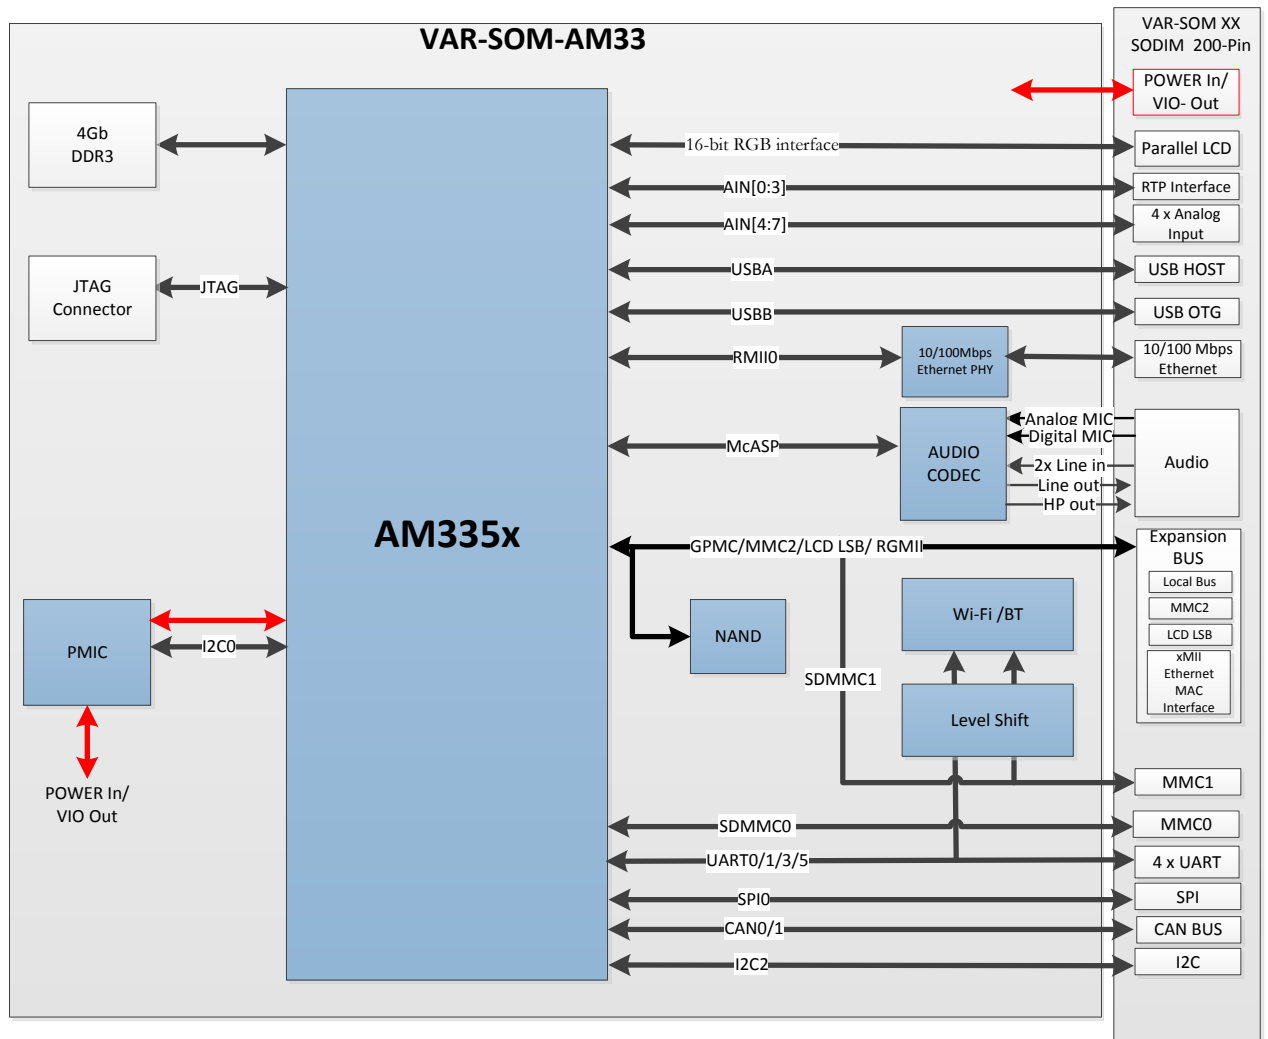 VAR-SOM-AM33
VAR-SOM XX
SODIM 200-Pin
POWER In/
VIO- Out
4Gb
DDR3
16-bit RGB interface
Parallel LCD
AIN[0:3]
RTP Interface
AIN[4:7]
4 x Analog
Input
JTAG
Connector
JTAG
USBA
USB HOST
USBB
USB OTG
RMII0
10/100Mbps
Ethernet PHY
10/100 Mbps
Ethernet
McASP
AUDIO
CODEC
Analog MIC
Digital MIC
2x Line in
Line out
HP out
Audio
AM335x
GPMC/MMC2/LCD LSB/ RGMII
Expansion
BUS
Local Bus
MMC2
LCD LSB
xMII
Ethernet
MAC
Interface
NAND
Wi-Fi /BT
PMIC
I2C0
SDMMC1
Level Shift
POWER In/
VIO Out
MMC1
SDMMC0
MMC0
UART0/1/3/5
4 x UART
SPI0
SPI
CAN0/1
CAN BUS
I2C2
I2C